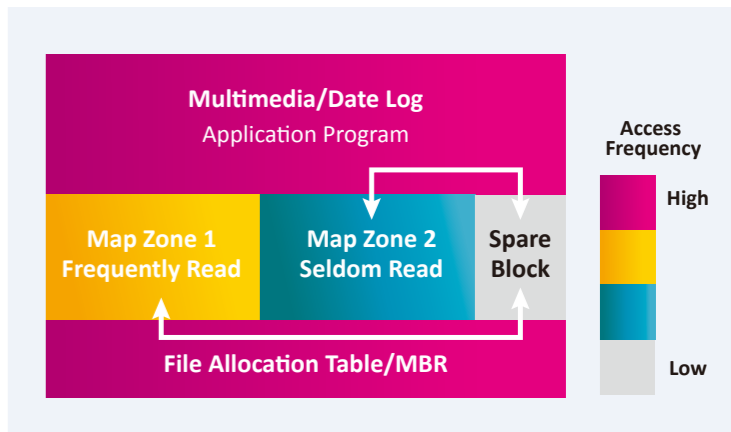 Multimedia/Date Log
Application Program
Access
Frequency
High
Map Zone 1
Frequently Read
Map Zone 2
Seldom Read
Spare
Block
File Allocation Table/MBR
Low